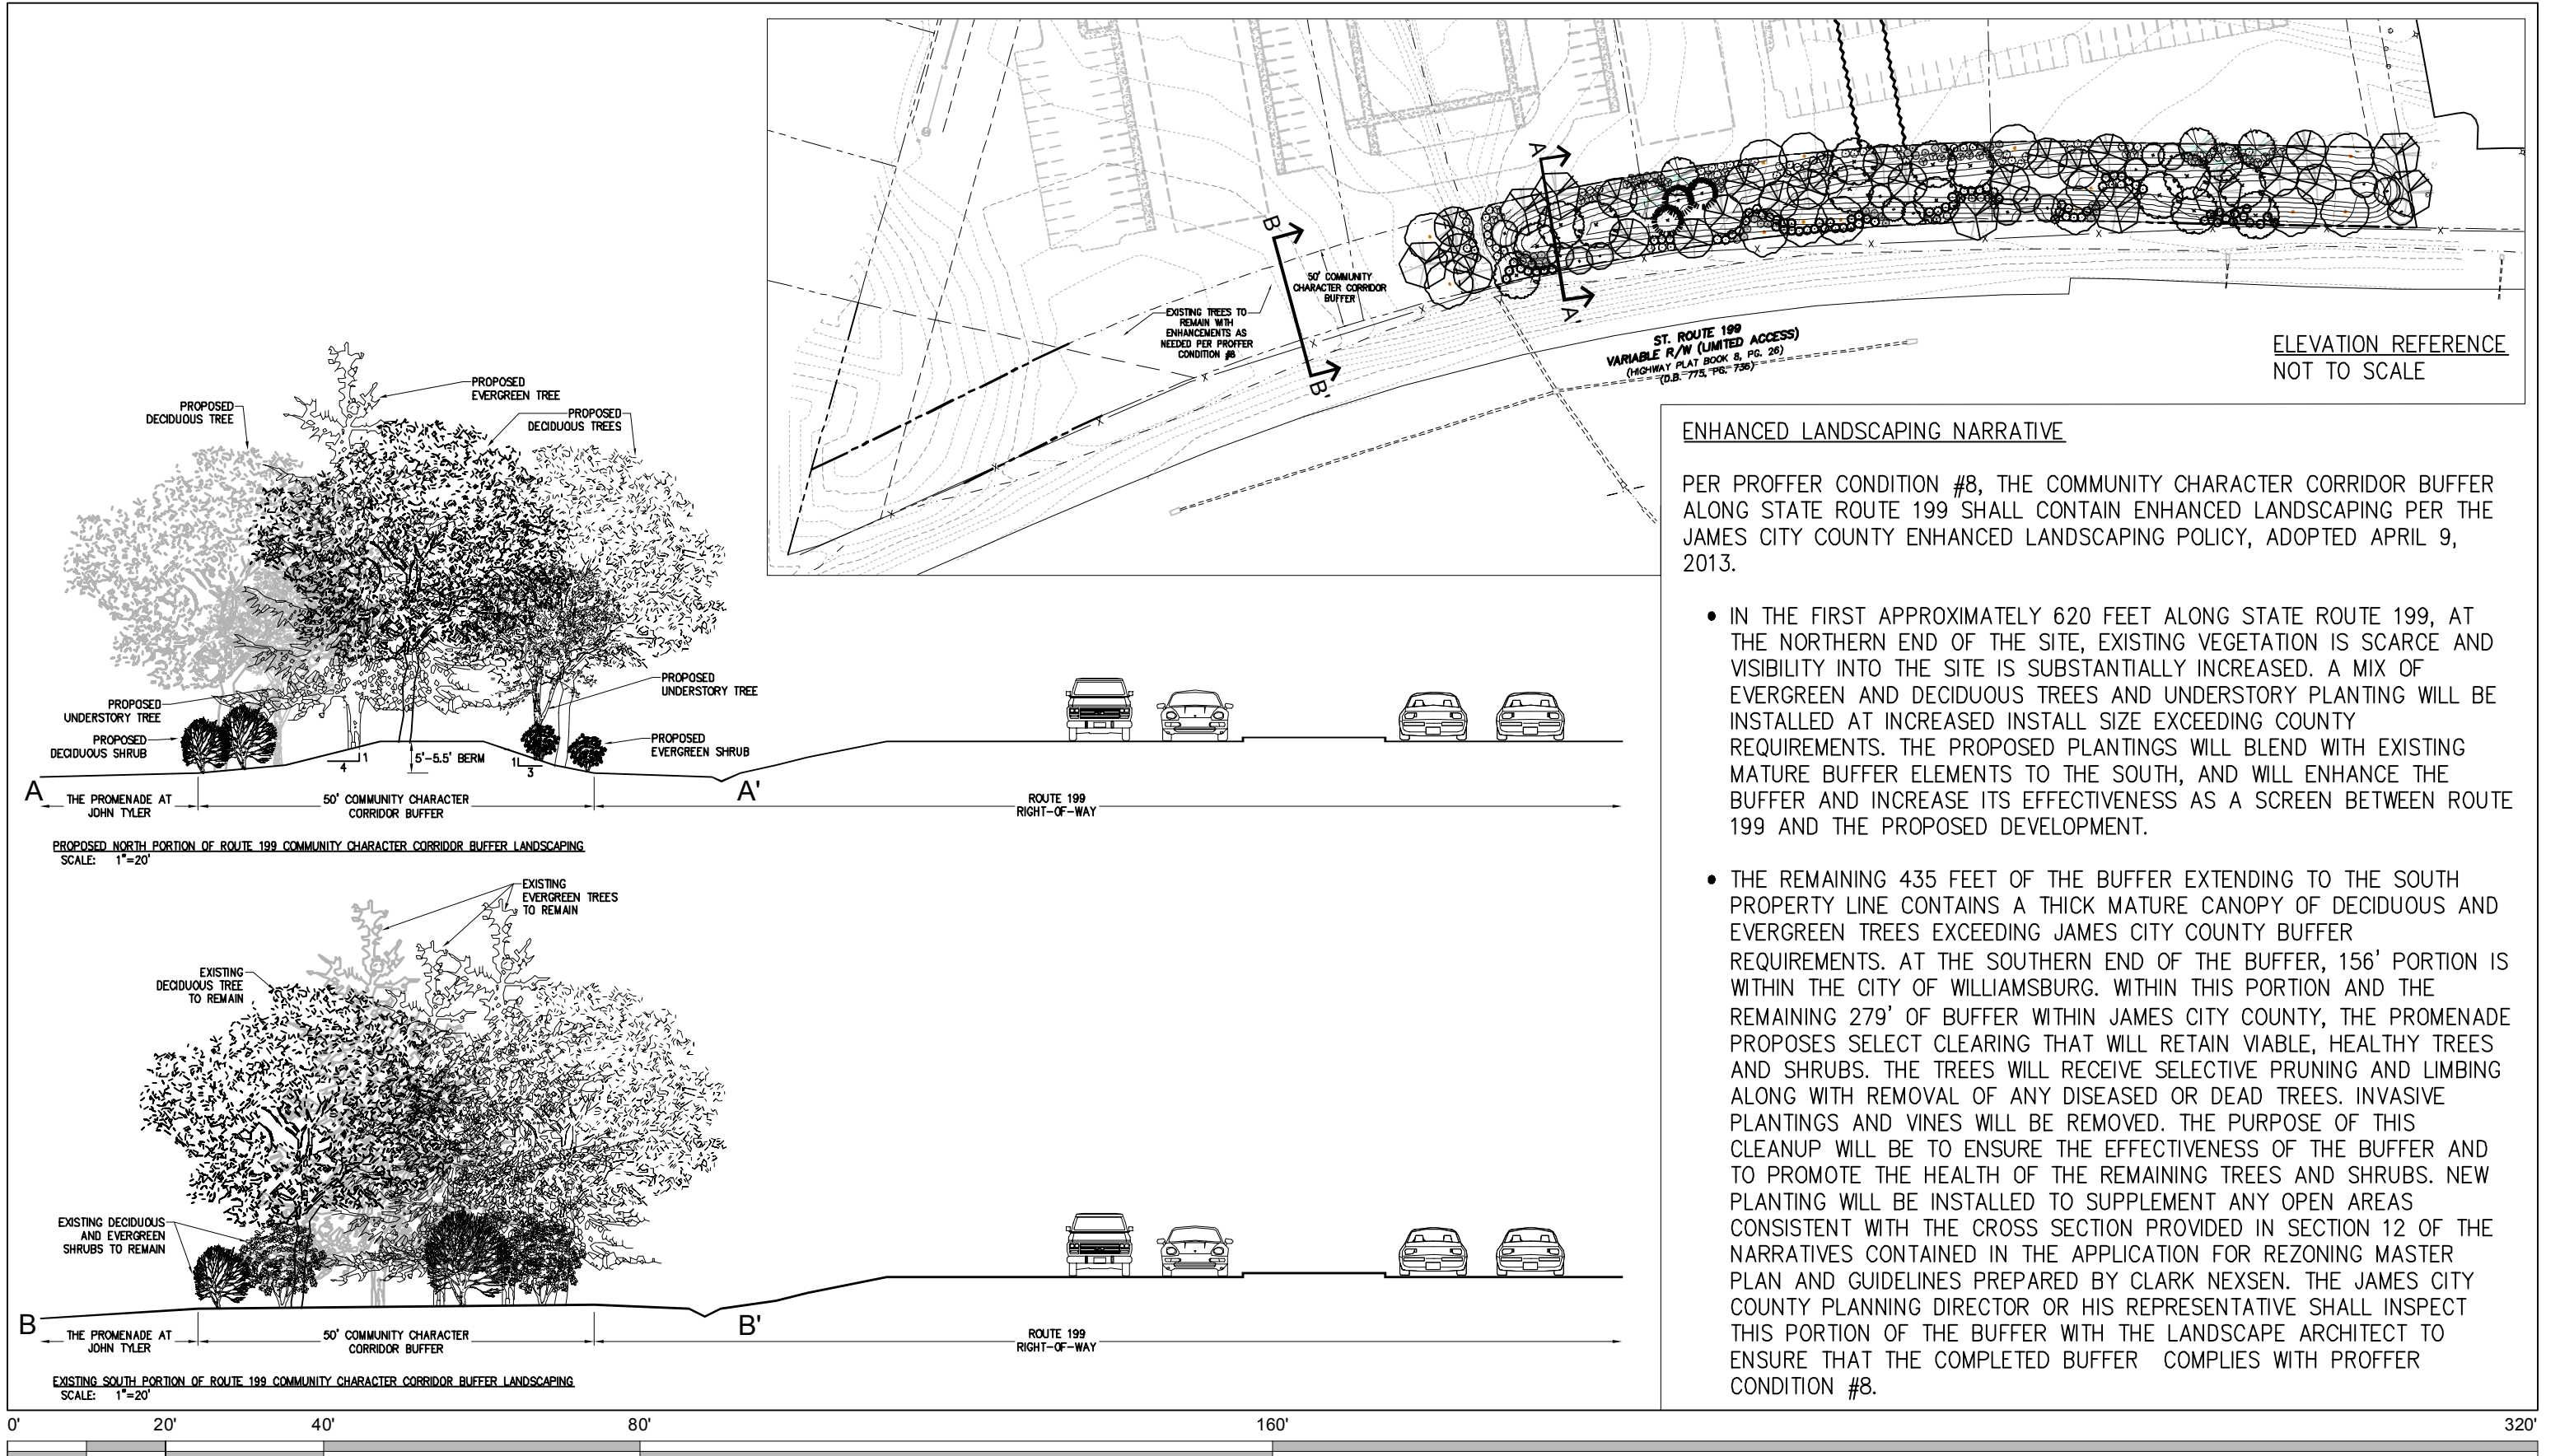 A
A'
B
B'
50' COMMUNITY
CHARACTER CORRIDOR
BUFFER
EXISTING TREES TO
REMAIN WITH
ENHANCEMENTS AS
NEEDED PER PROFFER
CONDITION #8
ST. ROUTE 199
VARIABLE R/W (LIMITED ACCESS)
(HIGHWAY PLAT BOOK 8, PG. 26)
(D.B. 775, PG. 736)
ELEVATION REFERENCE
NOT TO SCALE
PROPOSED
EVERGREEN TREE
PROPOSED
DECIDUOUS TREE
PROPOSED
DECIDUOUS TREES
PROPOSED
UNDERSTORY TREE
PROPOSED
UNDERSTORY TREE
PROPOSED
DECIDUOUS SHRUB
PROPOSED
EVERGREEN SHRUB
1
4
5'-5.5' BERM
1
3
A
A'
THE PROMENADE AT
JOHN TYLER
50' COMMUNITY CHARACTER
CORRIDOR BUFFER
ROUTE 199
RIGHT-OF-WAY
PROPOSED NORTH PORTION OF ROUTE 199 COMMUNITY CHARACTER CORRIDOR BUFFER LANDSCAPING
SCALE: 1"=20'
EXISTING
EVERGREEN TREES
TO REMAIN
EXISTING
DECIDUOUS TREE
TO REMAIN
EXISTING DECIDUOUS
AND EVERGREEN
SHRUBS TO REMAIN
B
B'
THE PROMENADE AT
JOHN TYLER
50' COMMUNITY CHARACTER
CORRIDOR BUFFER
ROUTE 199
RIGHT-OF-WAY
EXISTING SOUTH PORTION OF ROUTE 199 COMMUNITY CHARACTER CORRIDOR BUFFER LANDSCAPING
SCALE: 1"=20'
ENHANCED LANDSCAPING NARRATIVE
PER PROFFER CONDITION #8, THE COMMUNITY CHARACTER CORRIDOR BUFFER
ALONG STATE ROUTE 199 SHALL CONTAIN ENHANCED LANDSCAPING PER THE
JAMES CITY COUNTY ENHANCED LANDSCAPING POLICY, ADOPTED APRIL 9,
2013.
• IN THE FIRST APPROXIMATELY 620 FEET ALONG STATE ROUTE 199, AT
THE NORTHERN END OF THE SITE, EXISTING VEGETATION IS SCARCE AND
VISIBILITY INTO THE SITE IS SUBSTANTIALLY INCREASED. A MIX OF
EVERGREEN AND DECIDUOUS TREES AND UNDERSTORY PLANTING WILL BE
INSTALLED AT INCREASED INSTALL SIZE EXCEEDING COUNTY
REQUIREMENTS. THE PROPOSED PLANTINGS WILL BLEND WITH EXISTING
MATURE BUFFER ELEMENTS TO THE SOUTH, AND WILL ENHANCE THE
BUFFER AND INCREASE ITS EFFECTIVENESS AS A SCREEN BETWEEN ROUTE
199 AND THE PROPOSED DEVELOPMENT.
• THE REMAINING 435 FEET OF THE BUFFER EXTENDING TO THE SOUTH
PROPERTY LINE CONTAINS A THICK MATURE CANOPY OF DECIDUOUS AND
EVERGREEN TREES EXCEEDING JAMES CITY COUNTY BUFFER
REQUIREMENTS. AT THE SOUTHERN END OF THE BUFFER, 156' PORTION IS
WITHIN THE CITY OF WILLIAMSBURG. WITHIN THIS PORTION AND THE
REMAINING 279' OF BUFFER WITHIN JAMES CITY COUNTY, THE PROMENADE
PROPOSES SELECT CLEARING THAT WILL RETAIN VIABLE, HEALTHY TREES
AND SHRUBS. THE TREES WILL RECEIVE SELECTIVE PRUNING AND LIMBING
ALONG WITH REMOVAL OF ANY DISEASED OR DEAD TREES. INVASIVE
PLANTINGS AND VINES WILL BE REMOVED. THE PURPOSE OF THIS
CLEANUP WILL BE TO ENSURE THE EFFECTIVENESS OF THE BUFFER AND
TO PROMOTE THE HEALTH OF THE REMAINING TREES AND SHRUBS. NEW
PLANTING WILL BE INSTALLED TO SUPPLEMENT ANY OPEN AREAS
CONSISTENT WITH THE CROSS SECTION PROVIDED IN SECTION 12 OF THE
NARRATIVES CONTAINED IN THE APPLICATION FOR REZONING MASTER
PLAN AND GUIDELINES PREPARED BY CLARK NEXSEN. THE JAMES CITY
COUNTY PLANNING DIRECTOR OR HIS REPRESENTATIVE SHALL INSPECT
THIS PORTION OF THE BUFFER WITH THE LANDSCAPE ARCHITECT TO
ENSURE THAT THE COMPLETED BUFFER COMPLIES WITH PROFFER
CONDITION #8.
0' 20' 40' 80' 160' 320'